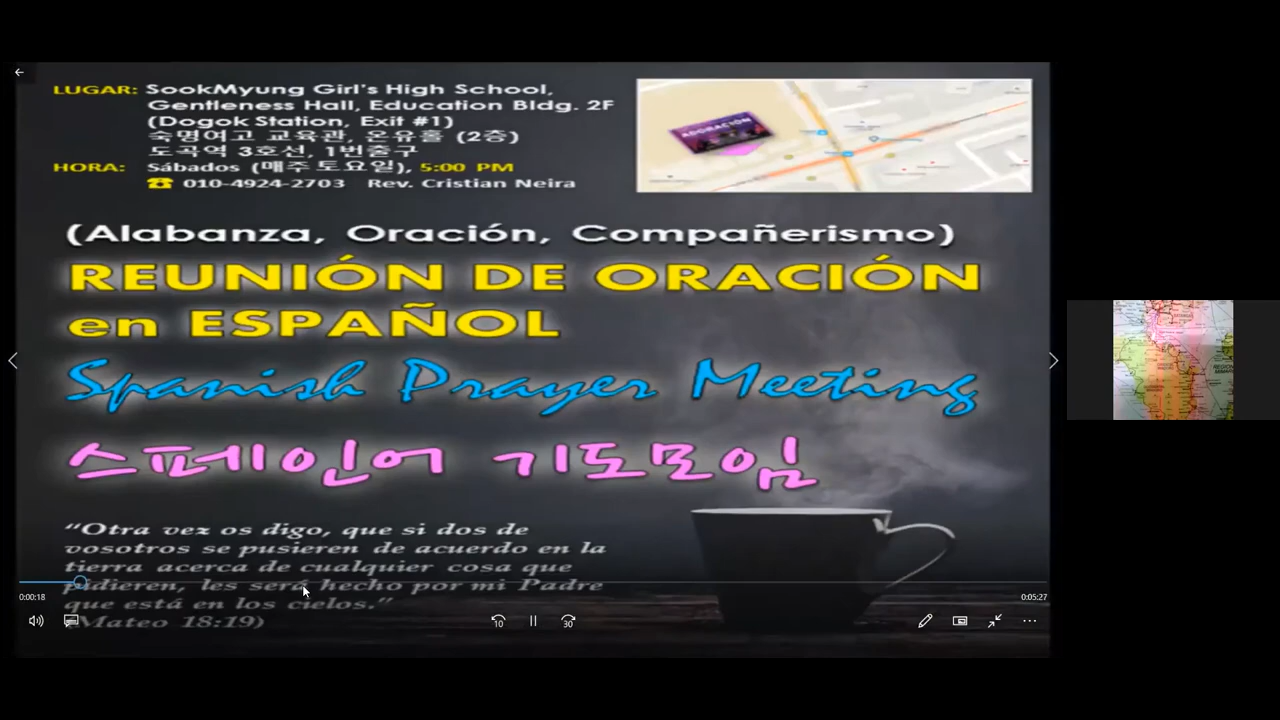 LUGAR: SookMyung Girl's High School,
Gentleness Hall, Education Bldg. 2F
(Dogok Station, Exit #1)
숙명여고 교육관, 온유홀 (2층)
도곡역 3호선, 1번출구
HORA: Sábados (매주 토요일), 5:00 PM
☎ 010-4924-2703 Rev. Cristian Neira
ADORACIÓN
(Alabanza, Oración, Compañerismo)
REUNIÓN DE ORACIÓN
en ESPAÑOL
Spanish Prayer Meeting
스페인어 기도모임
“Otra vez os digo, que si dos de
vosotros se pusieren de acuerdo en la
tierra acerca de cualquier cosa que
pidieren, les será hecho por mi Padre
que está en los cielos.”
(Mateo 18:19)
0:00:18
0:05:27
10
30